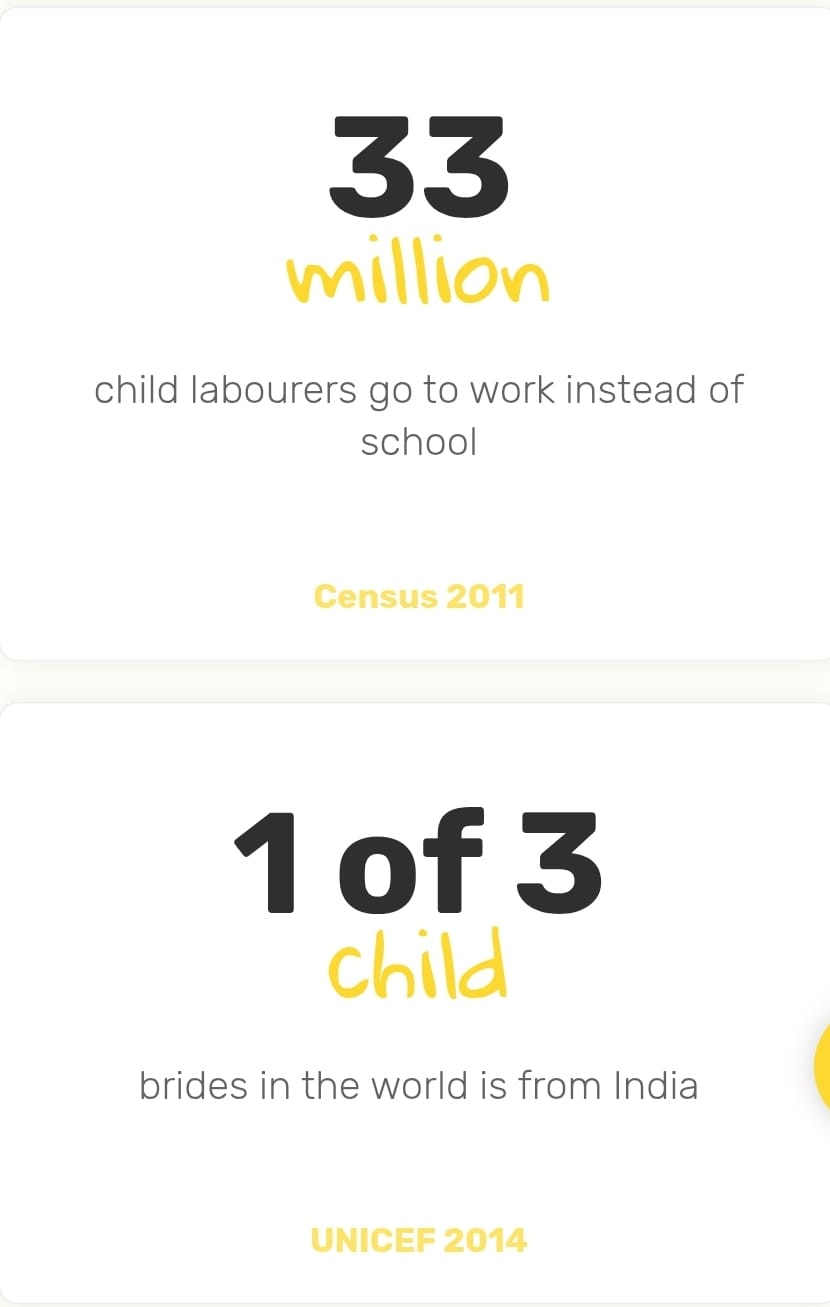 33
million
child labourers go to work instead of
school
Census 2011
1 of 3
child
brides in the world is from India
UNICEF 2014